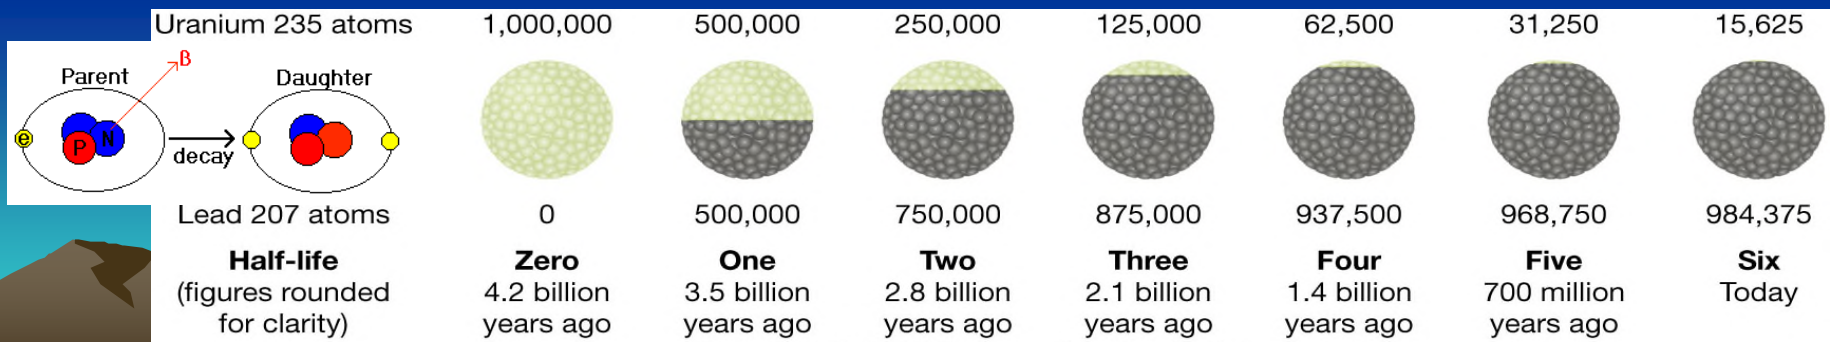 Uranium 235 atoms 1,000,000 500,000 250,000 125,000 62,500 31,250 15,625
B
Parent Daughter
e P N
decay
Lead 207 atoms 0 500,000 750,000 875,000 937,500 968,750 984,375
Half-life Zero One Two Three Four Five Six
(figures rounded 4.2 billion 3.5 billion 2.8 billion 2.1 billion 1.4 billion 700 million Today
for clarity) years ago years ago years ago years ago years ago years ago